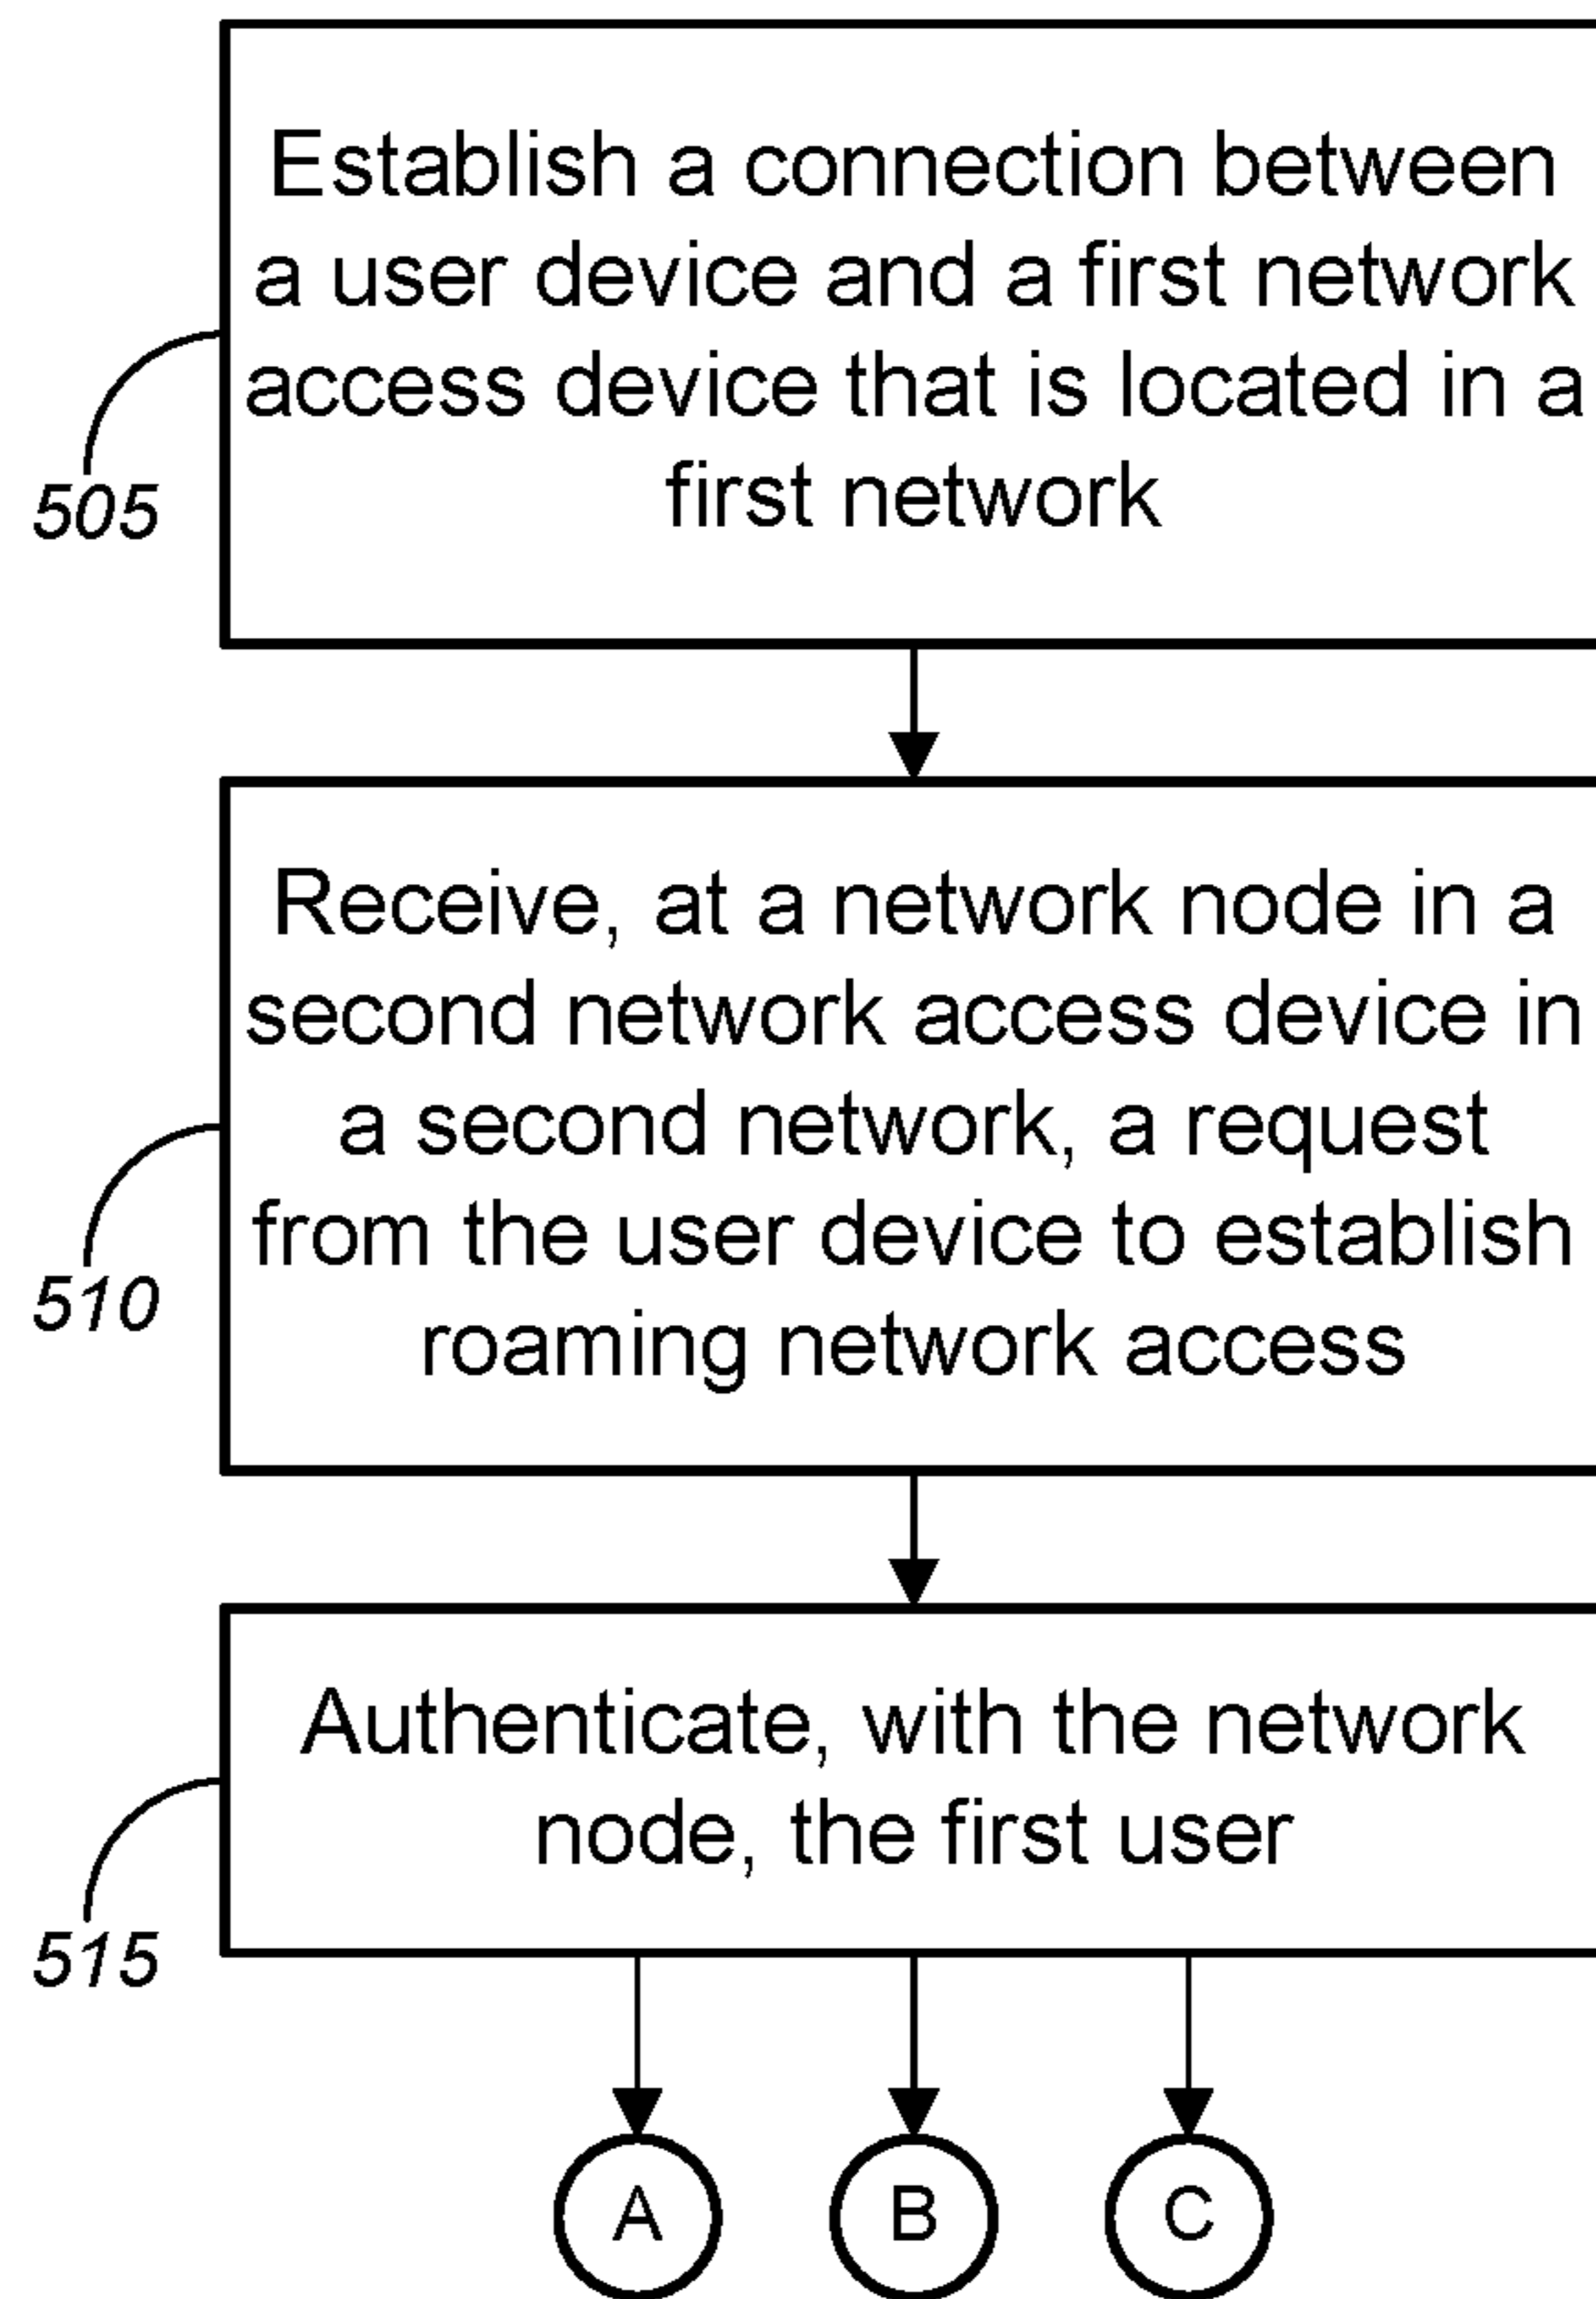 Establish a connection between
a user device and a first network
access device that is located in a
first network
505
Receive, at a network node in a
second network access device in
a second network, a request
from the user device to establish
roaming network access
510
Authenticate, with the network
node, the first user
515
A
B
C